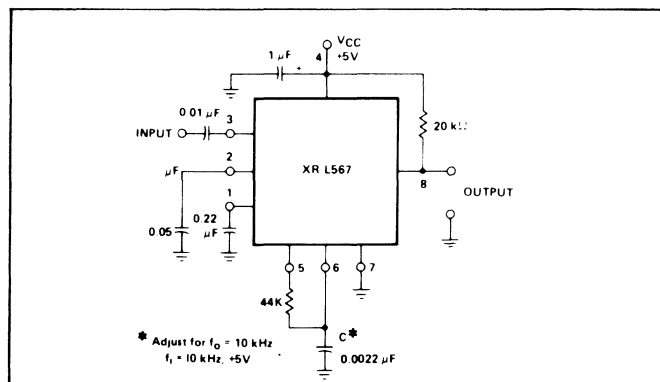 1 µF
+
4
VCC
+5V
0.01 µF
INPUT
3
20 kΩ
µF
2
XR L567
8
OUTPUT
1
0.05
0.22
µF
5
6
7
44K
C*
0.0022 µF
* Adjust for fo = 10 kHz
fi = 10 kHz, +5V